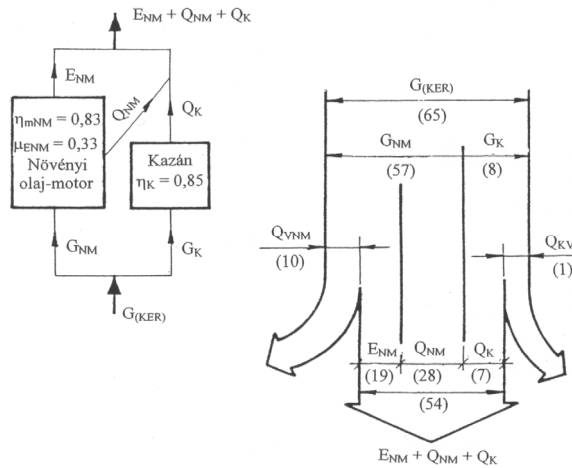 E_NM + Q_NM + Q_K
E_NM
Q_NM
Q_K
η_mNM = 0,83
μ_ENM = 0,33
Növényi
olaj-motor
Kazán
η_K = 0,85
G_NM
G_K
G_(KER)
G_(KER)
(65)
G_NM
G_K
(57)
(8)
Q_VNM
(10)
Q_KV
(1)
E_NM
Q_NM
Q_K
(19)
(28)
(7)
(54)
E_NM + Q_NM + Q_K